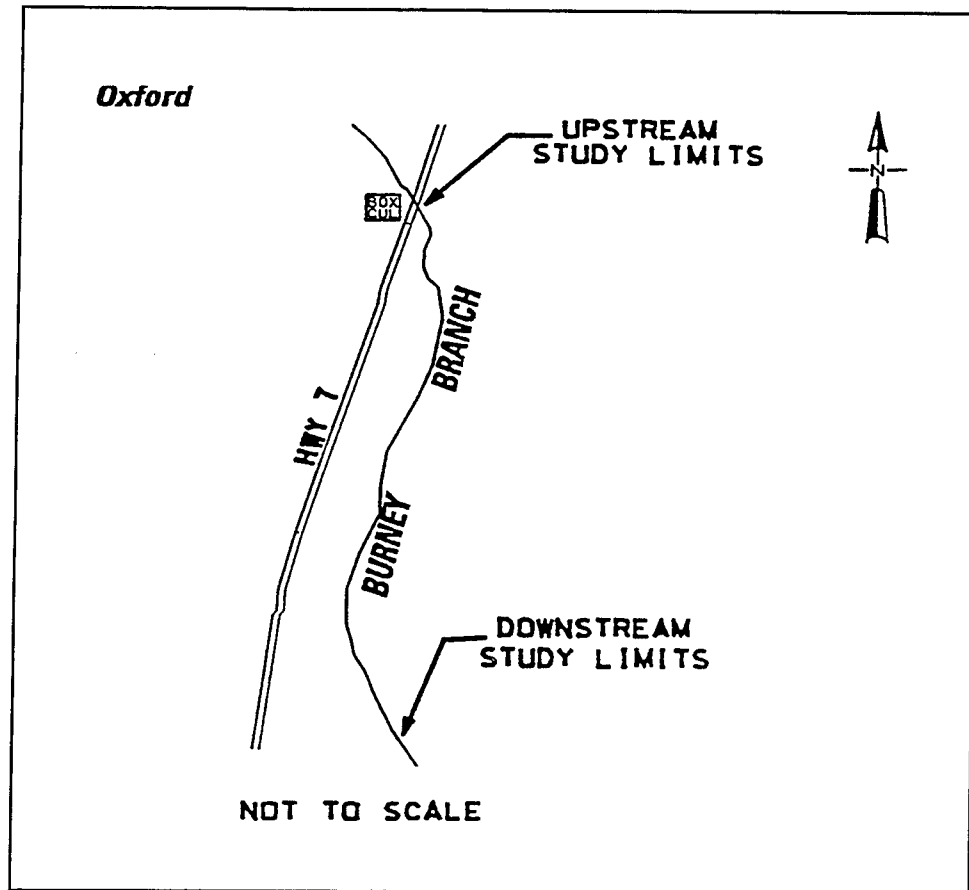 Oxford
UPSTREAM
STUDY LIMITS
N
BOX
CUL
BRANCH
HWY 7
BURNEY
DOWNSTREAM
STUDY LIMITS
NOT TO SCALE